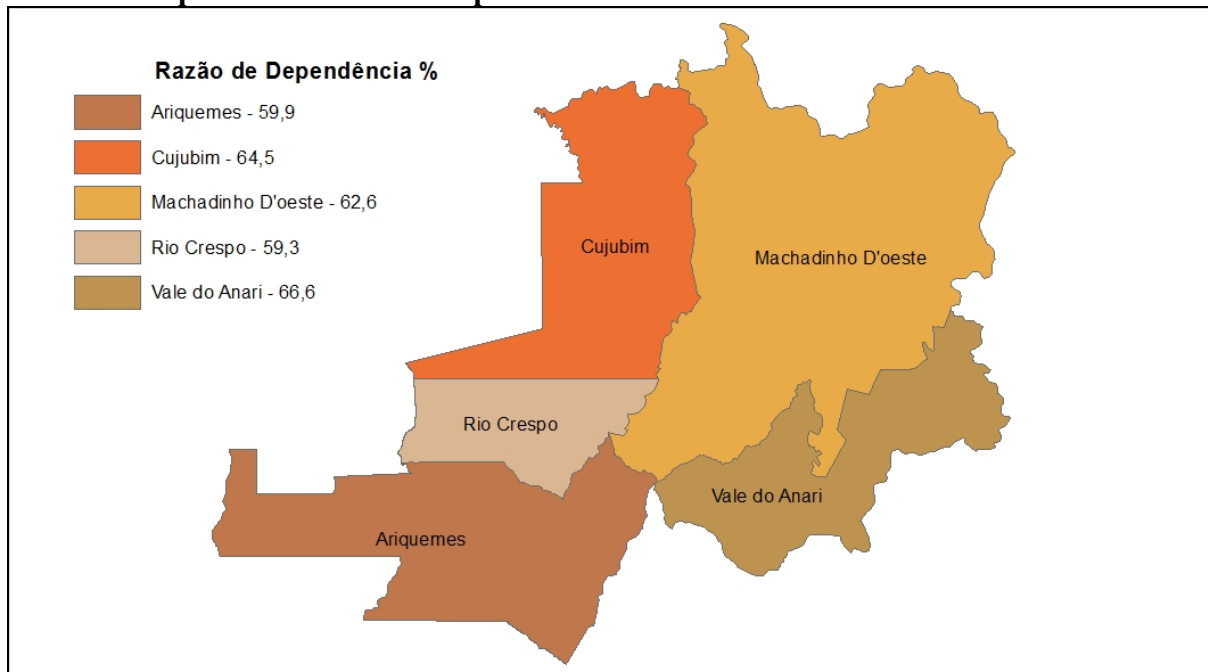 Razão de Dependência %
Ariquemes - 59,9
Cujubim - 64,5
Machadinho D'oeste - 62,6
Rio Crespo - 59,3
Vale do Anari - 66,6
Cujubim
Machadinho D'oeste
Rio Crespo
Vale do Anari
Ariquemes